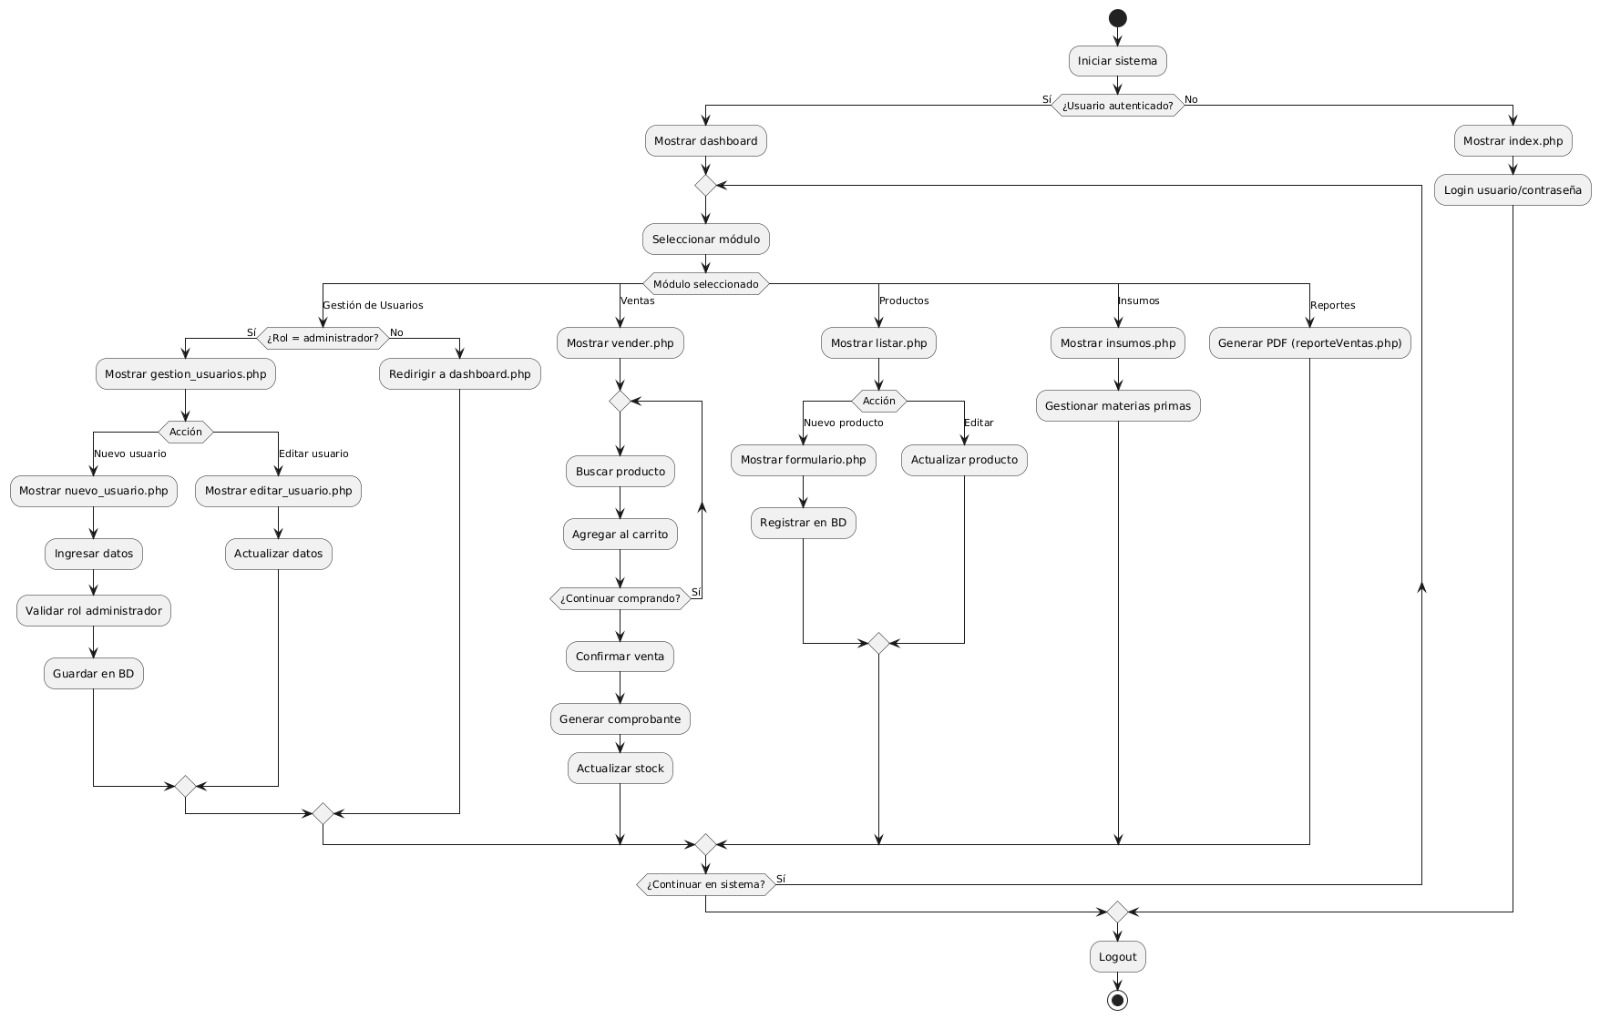 Iniciar sistema
Sí
¿Usuario autenticado?
No
Mostrar dashboard
Mostrar index.php
Login usuario/contraseña
Seleccionar módulo
Módulo seleccionado
Gestión de Usuarios
Ventas
Productos
Insumos
Reportes
Sí
¿Rol = administrador?
No
Mostrar vender.php
Mostrar listar.php
Mostrar insumos.php
Generar PDF (reporteVentas.php)
Mostrar gestion_usuarios.php
Redirigir a dashboard.php
Acción
Gestionar materias primas
Nuevo producto
Editar
Acción
Nuevo usuario
Editar usuario
Mostrar formulario.php
Actualizar producto
Buscar producto
Mostrar nuevo_usuario.php
Mostrar editar_usuario.php
Registrar en BD
Agregar al carrito
Ingresar datos
Actualizar datos
¿Continuar comprando?
Sí
Validar rol administrador
Confirmar venta
Guardar en BD
Generar comprobante
Actualizar stock
¿Continuar en sistema?
Sí
Logout